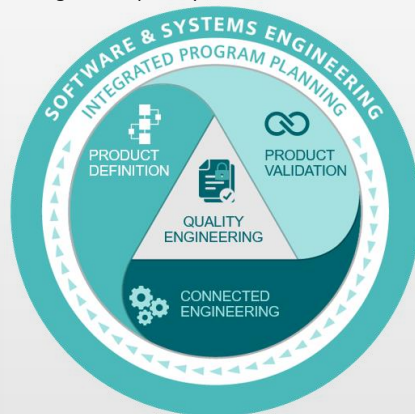 SOFTWARE & SYSTEMS ENGINEERING
INTEGRATED PROGRAM PLANNING
PRODUCT
DEFINITION
PRODUCT
VALIDATION
QUALITY
ENGINEERING
CONNECTED
ENGINEERING